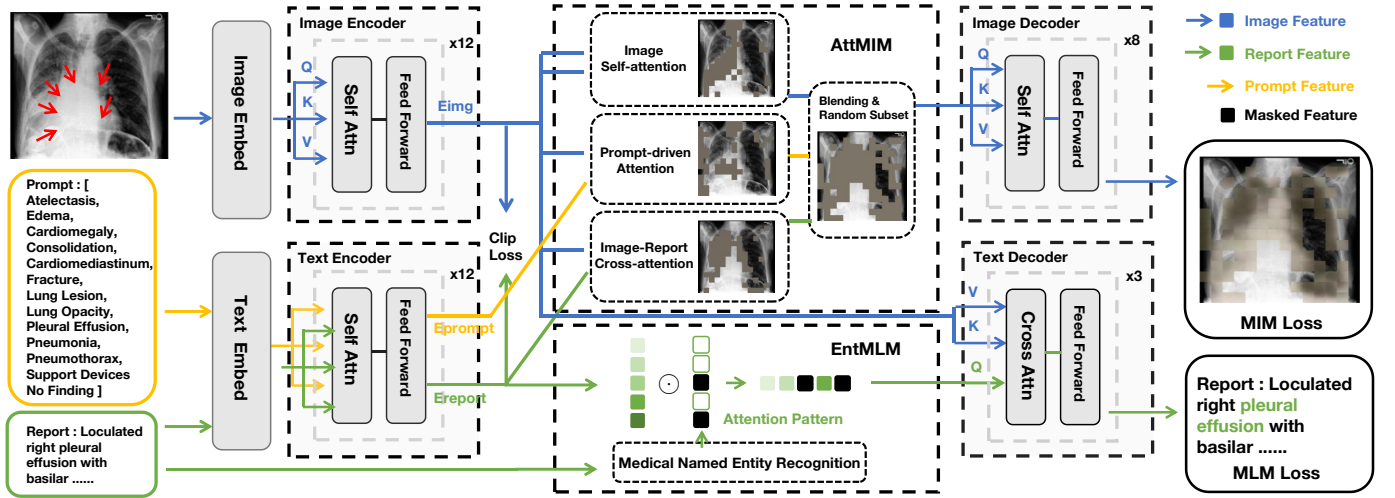 Image Embed
Image Encoder
x12
Q
K
V
Self Attn
Feed Forward
Eimg
Prompt : [
Atelectasis,
Edema,
Cardiomegaly,
Consolidation,
Cardiomediastinum,
Fracture,
Lung Lesion,
Lung Opacity,
Pleural Effusion,
Pneumonia,
Pneumothorax,
Support Devices
No Finding ]
Report : Loculated
right pleural
effusion with
basilar ......
Text Embed
Text Encoder
x12
Self Attn
Feed Forward
Eprompt
Ereport
Clip
Loss
AttMIM
Image
Self-attention
Prompt-driven
Attention
Image-Report
Cross-attention
Blending &
Random Subset
EntMLM
Attention Pattern
Medical Named Entity Recognition
Image Decoder
x8
Q
K
V
Self Attn
Feed Forward
Text Decoder
x3
V
K
Q
Cross Attn
Feed Forward
Image Feature
Report Feature
Prompt Feature
Masked Feature
MIM Loss
Report : Loculated
right pleural
effusion with
basilar ......
MLM Loss